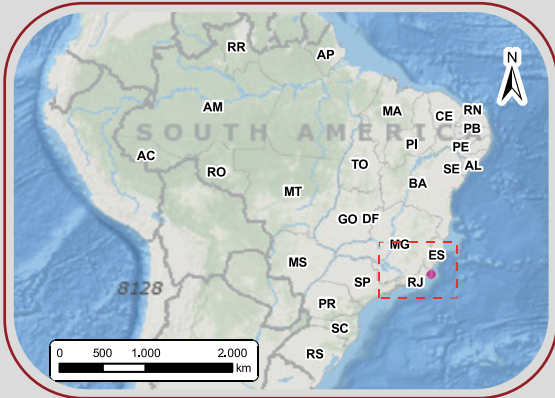 N
RR
AP
AM
MA
CE
RN
PB
SOUTH AMERICA
PI
PE
AC
RO
TO
SE
AL
MT
BA
GO
DF
MG
ES
MS
SP
RJ
8128
PR
SC
RS
0 500 1.000 2.000
km